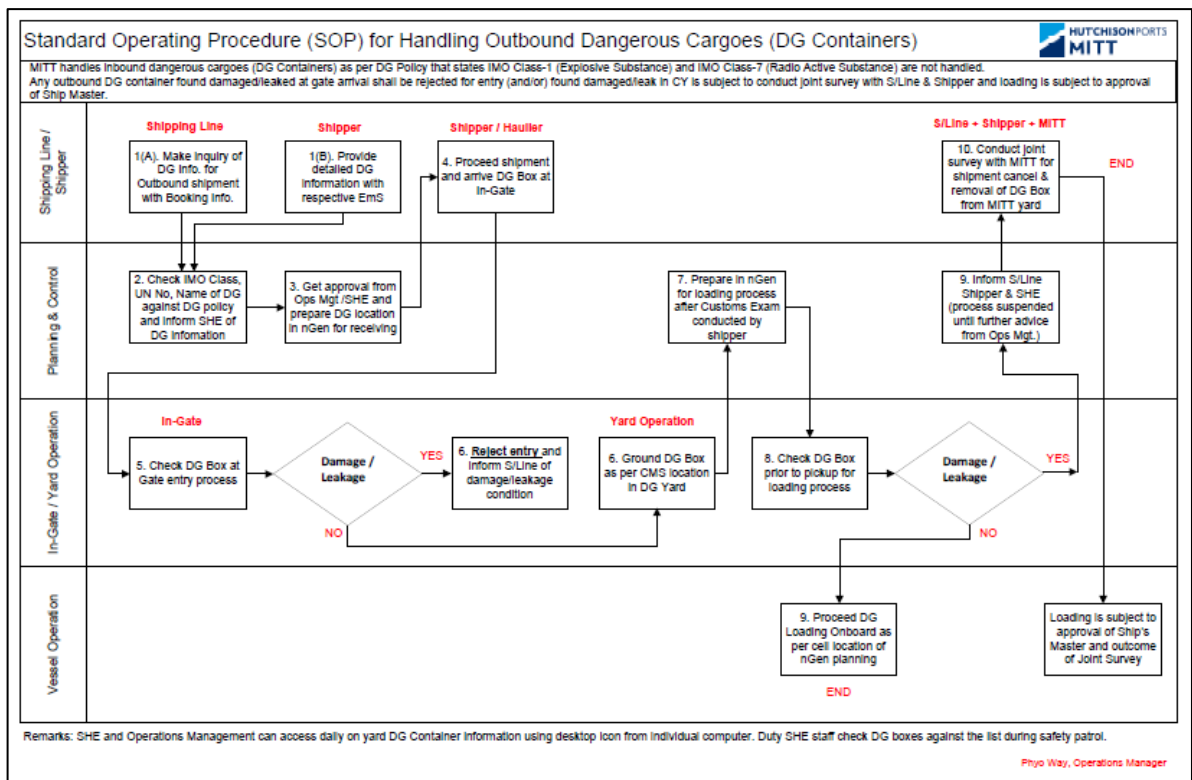 Standard Operating Procedure (SOP) for Handling Outbound Dangerous Cargoes (DG Containers)
HUTCHISON PORTS
MITT
MITT handles inbound dangerous cargoes (DG Containers) as per DG Policy that states IMO Class-1 (Explosive Substance) and IMO Class-7 (Radio Active Substance) are not handled.
Any outbound DG container found damaged/leaked at gate arrival shall be rejected for entry (and/or) found damaged/leak in CY is subject to conduct joint survey with S/Line & Shipper and loading is subject to approval
of Ship Master.
Shipping Line /
Shipper
Shipping Line
1(A). Make Inquiry of
DG Info. for
Outbound shipment
with Booking Info.
Shipper
1(B). Provide
detailed DG
Information with
respective EmS
Shipper / Haulier
4. Proceed shipment
and arrive DG Box at
In-Gate
S/Line + Shipper + MITT
10. Conduct joint
survey with MITT for
shipment cancel &
removal of DG Box
from MITT yard
END
Planning & Control
2. Check IMO Class,
UN No, Name of DG
against DG policy
and Inform SHE of
DG Infomation
3. Get approval from
Ops Mgt /SHE and
prepare DG location
in nGen for receiving
7. Prepare in nGen
for loading process
after Customs Exam
conducted by
shipper
9. Inform S/Line
Shipper & SHE
(process suspended
until further advice
from Ops Mgt.)
In-Gate / Yard Operation
In-Gate
5. Check DG Box at
Gate entry process
Damage /
Leakage
YES
NO
6. Reject entry and
Inform S/Line of
damage/leakage
condition
Yard Operation
6. Ground DG Box
as per CMS location
in DG Yard
8. Check DG Box
prior to pickup for
loading process
Damage /
Leakage
YES
NO
Vessel Operation
9. Proceed DG
Loading Onboard as
per cell location of
nGen planning
END
Loading is subject to
approval of Ship's
Master and outcome
of Joint Survey
Remarks: SHE and Operations Management can access daily on yard DG Container Information using desktop icon from individual computer. Duty SHE staff check DG boxes against the list during safety patrol.
Phyo Way, Operations Manager